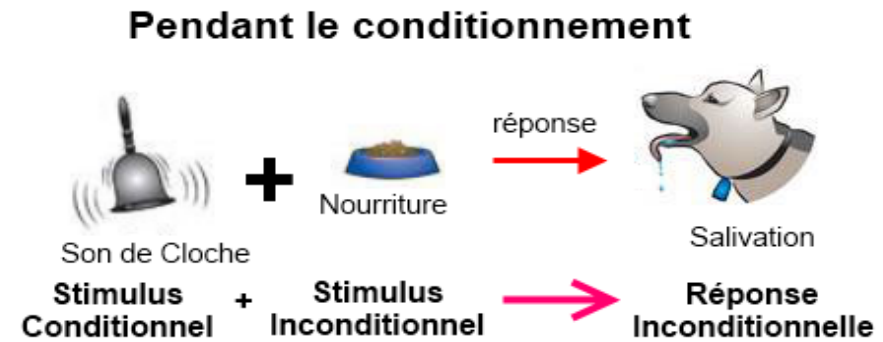 Pendant le conditionnement
réponse
+
Nourriture
Son de Cloche
Salivation
Stimulus + Stimulus Réponse
Conditionnel Inconditionnel Inconditionnelle